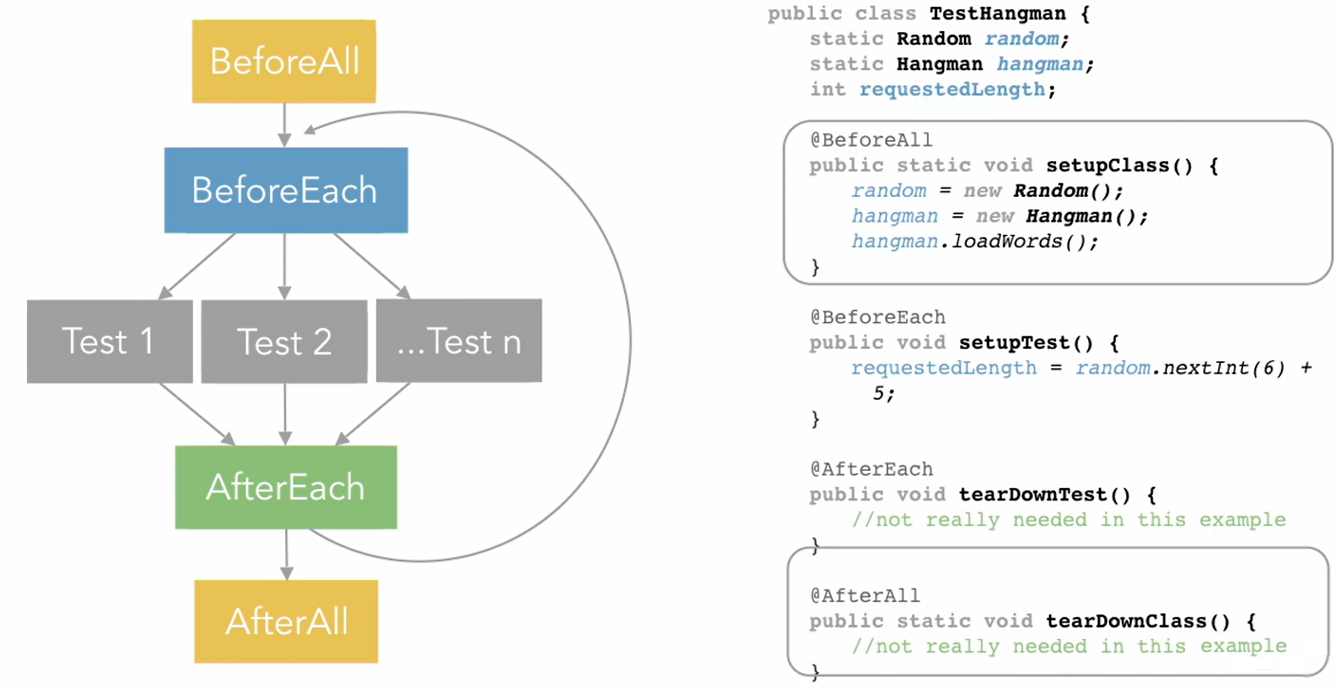 BeforeAll
BeforeEach
Test 1
Test 2
...Test n
AfterEach
AfterAll
public class TestHangman {
static Random random;
static Hangman hangman;
int requestedLength;
@BeforeAll
public static void setupClass() {
random = new Random();
hangman = new Hangman();
hangman.loadWords();
}
@BeforeEach
public void setupTest() {
requestedLength = random.nextInt(6) +
5;
}
@AfterEach
public void tearDownTest() {
//not really needed in this example
}
@AfterAll
public static void tearDownClass() {
//not really needed in this example
}